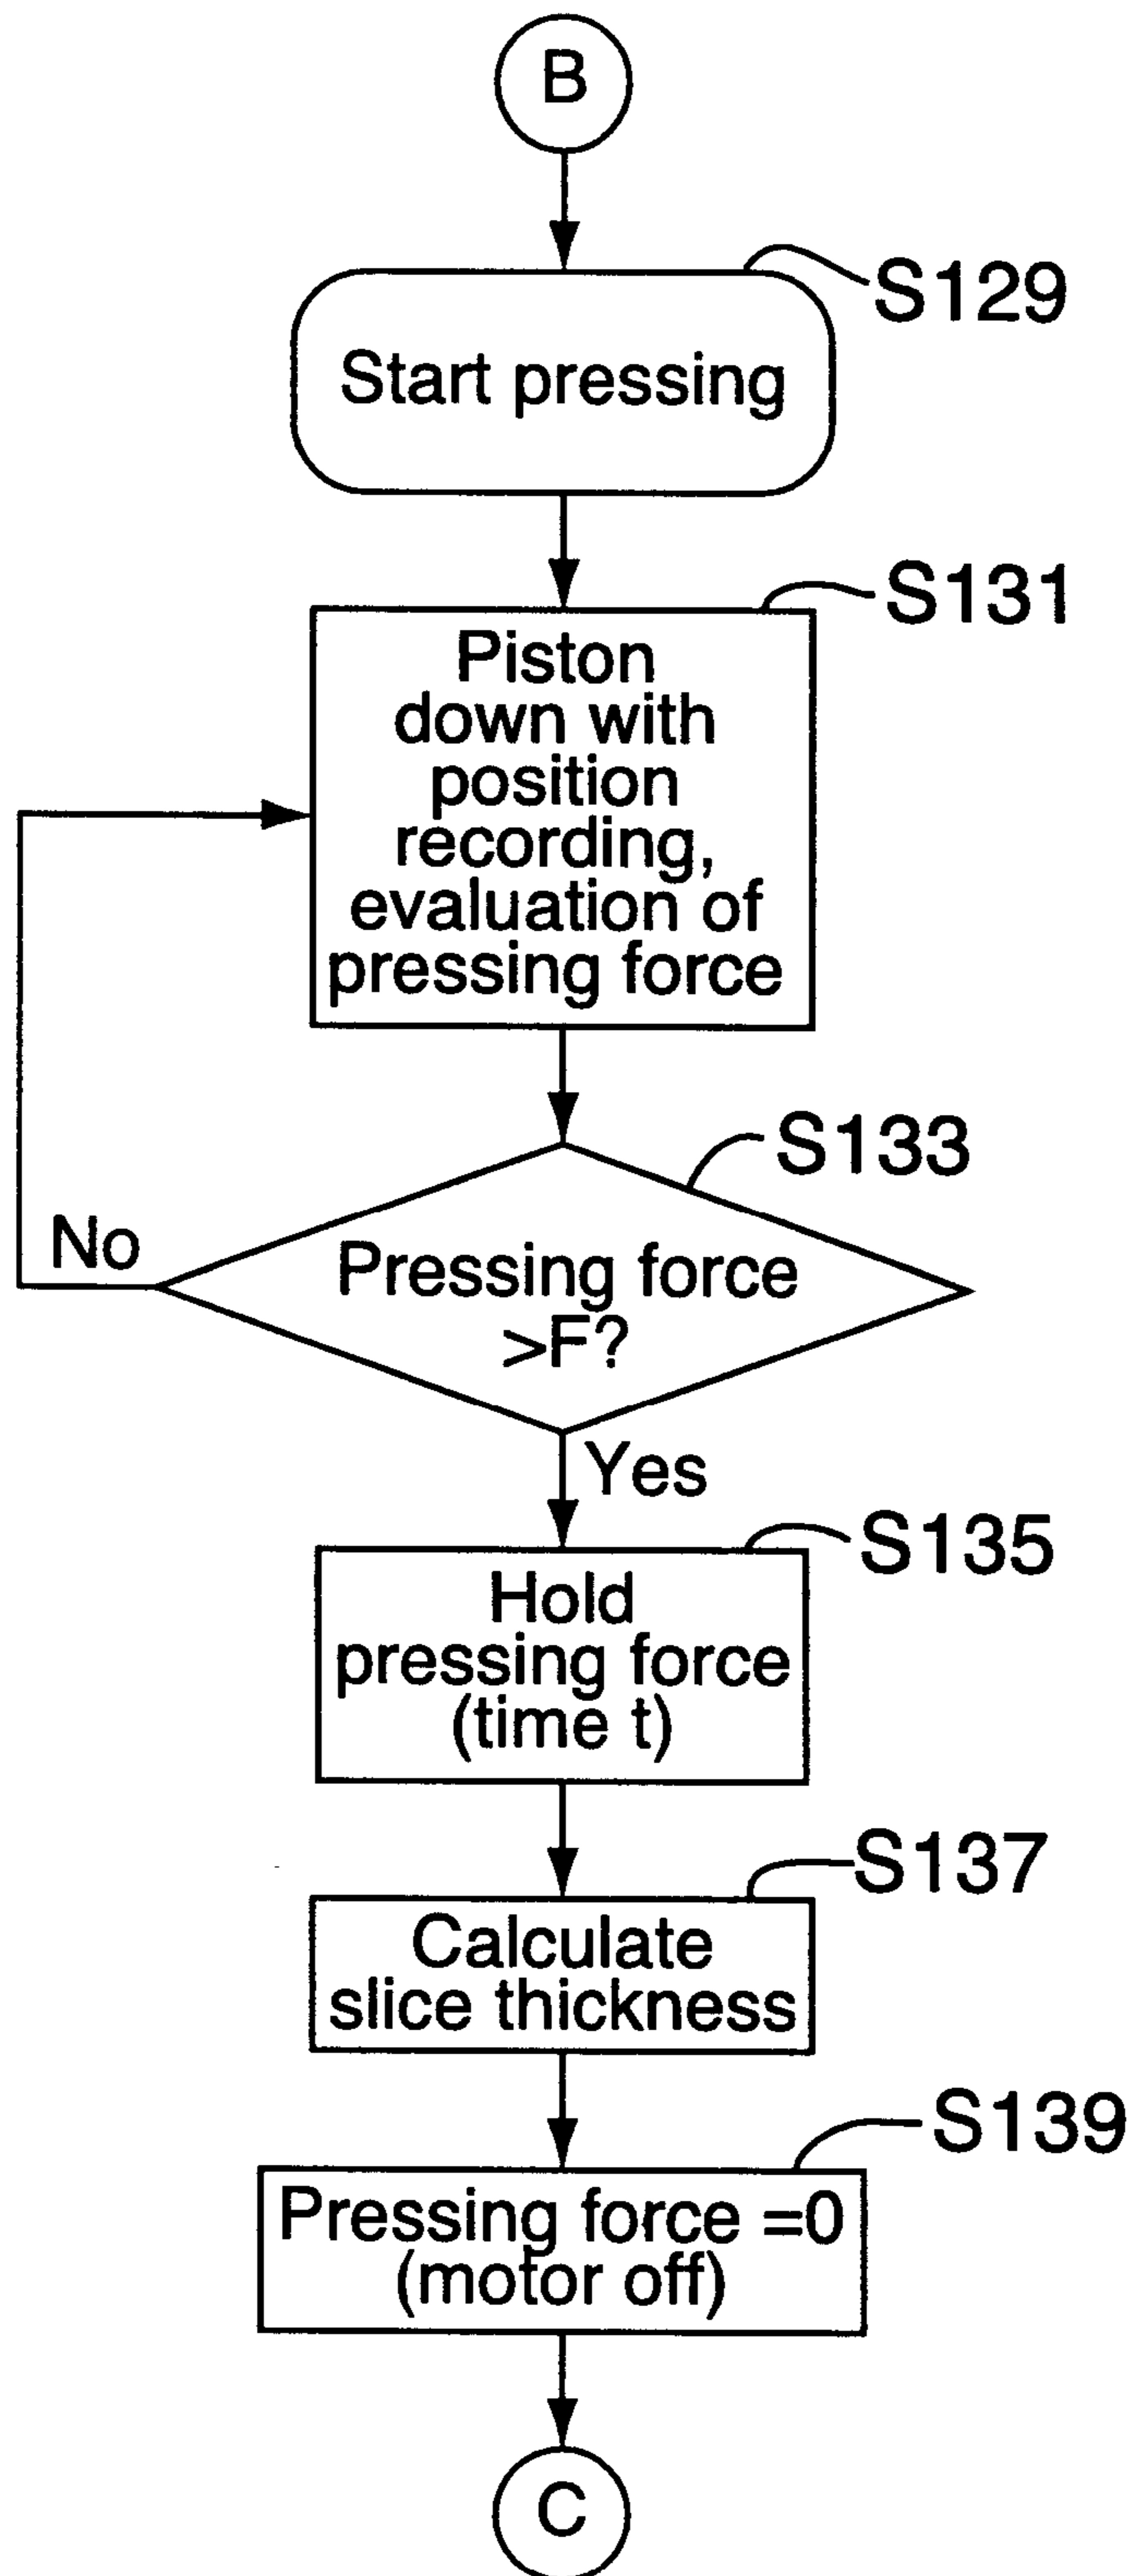 B
S129
Start pressing
S131
Piston
down with
position
recording,
evaluation of
pressing force
S133
No
Pressing force
>F?
Yes
S135
Hold
pressing force
(time t)
S137
Calculate
slice thickness
S139
Pressing force =0
(motor off)
C